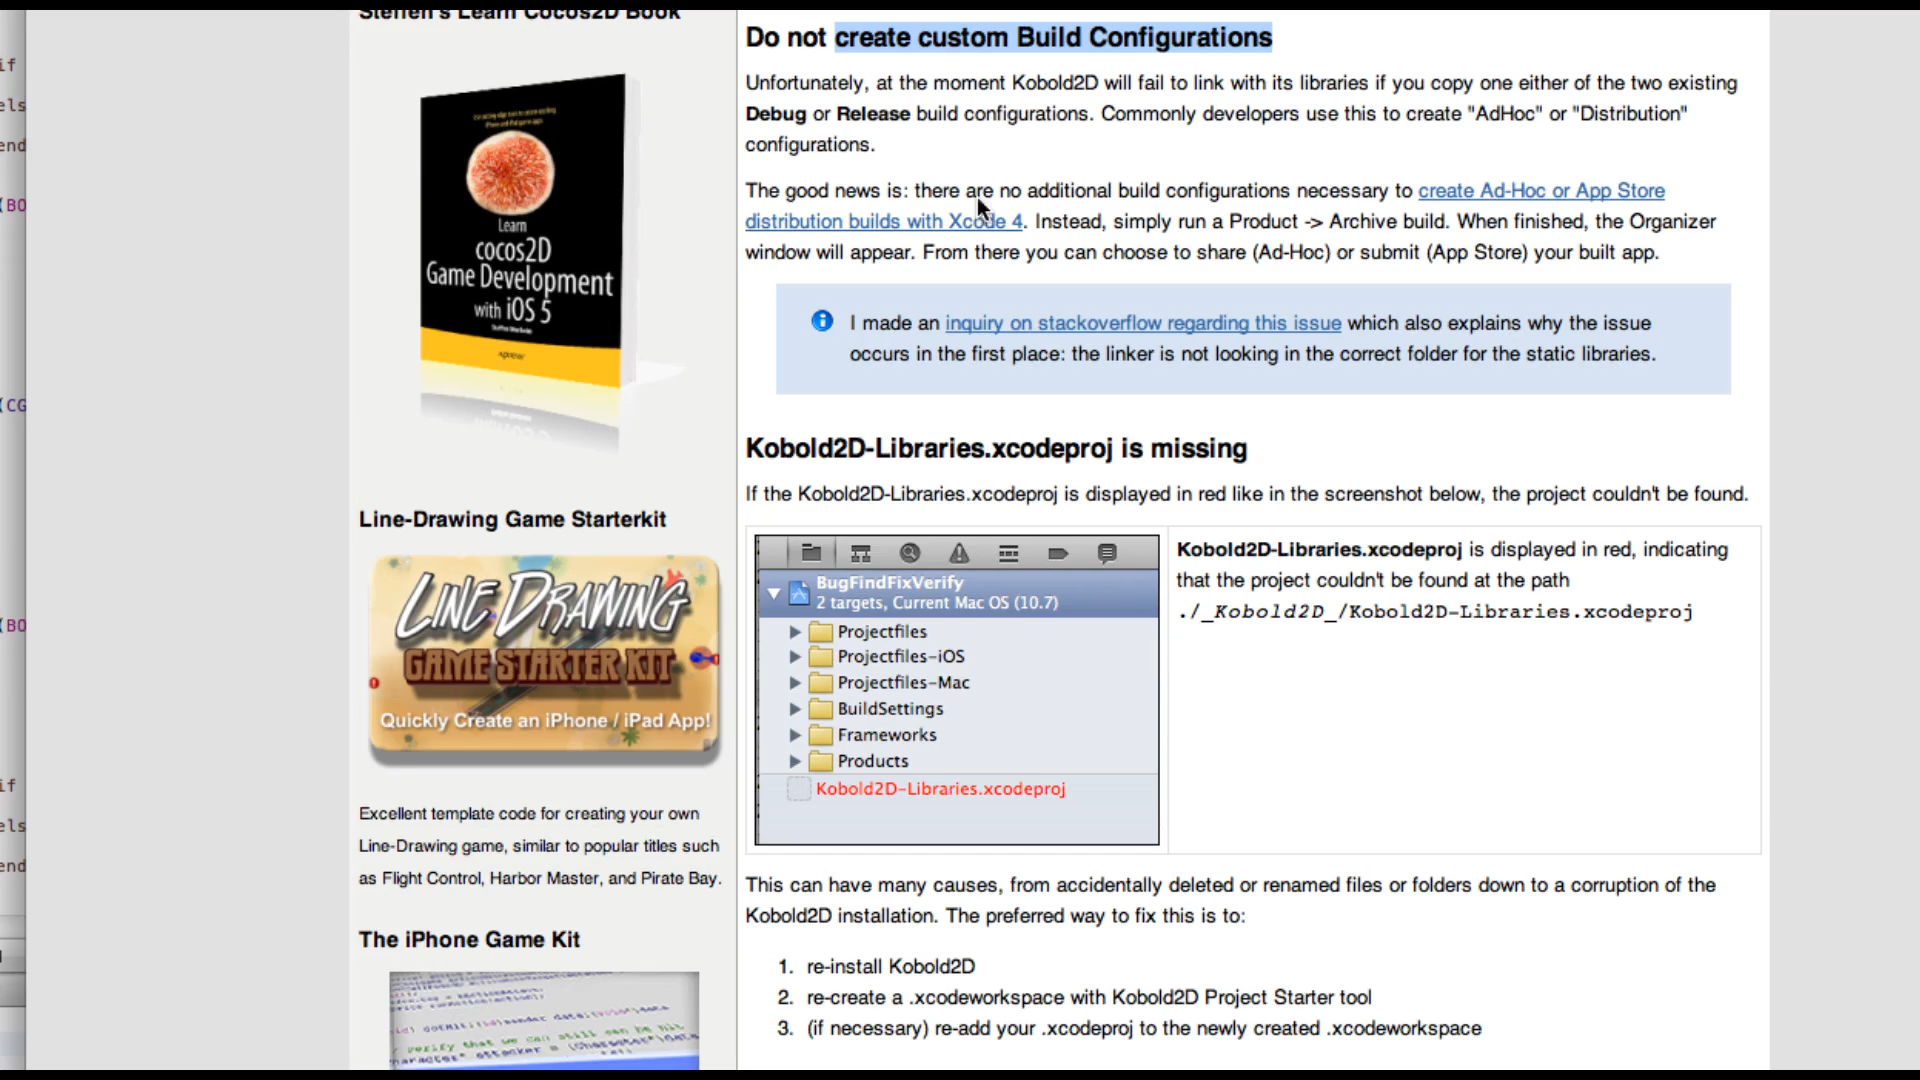 Steffen's Learn Cocos2D Book
Learn
cocos2D
Game Development
with iOS 5
Apress
Line-Drawing Game Starterkit
LINE DRAWING
GAME STARTER KIT
Quickly Create an iPhone / iPad App!
Excellent template code for creating your own
Line-Drawing game, similar to popular titles such
as Flight Control, Harbor Master, and Pirate Bay.
The iPhone Game Kit
Do not create custom Build Configurations
Unfortunately, at the moment Kobold2D will fail to link with its libraries if you copy one either of the two existing
Debug or Release build configurations. Commonly developers use this to create "AdHoc" or "Distribution"
configurations.
The good news is: there are no additional build configurations necessary to create Ad-Hoc or App Store
distribution builds with Xcode 4. Instead, simply run a Product -> Archive build. When finished, the Organizer
window will appear. From there you can choose to share (Ad-Hoc) or submit (App Store) your built app.
I made an inquiry on stackoverflow regarding this issue which also explains why the issue
occurs in the first place: the linker is not looking in the correct folder for the static libraries.
Kobold2D-Libraries.xcodeproj is missing
If the Kobold2D-Libraries.xcodeproj is displayed in red like in the screenshot below, the project couldn't be found.
BugFindFixVerify
2 targets, Current Mac OS (10.7)
Projectfiles
Projectfiles-iOS
Projectfiles-Mac
BuildSettings
Frameworks
Products
Kobold2D-Libraries.xcodeproj
Kobold2D-Libraries.xcodeproj is displayed in red, indicating
that the project couldn't be found at the path
./_Kobold2D_/Kobold2D-Libraries.xcodeproj
This can have many causes, from accidentally deleted or renamed files or folders down to a corruption of the
Kobold2D installation. The preferred way to fix this is to:
1. re-install Kobold2D
2. re-create a .xcodeworkspace with Kobold2D Project Starter tool
3. (if necessary) re-add your .xcodeproj to the newly created .xcodeworkspace